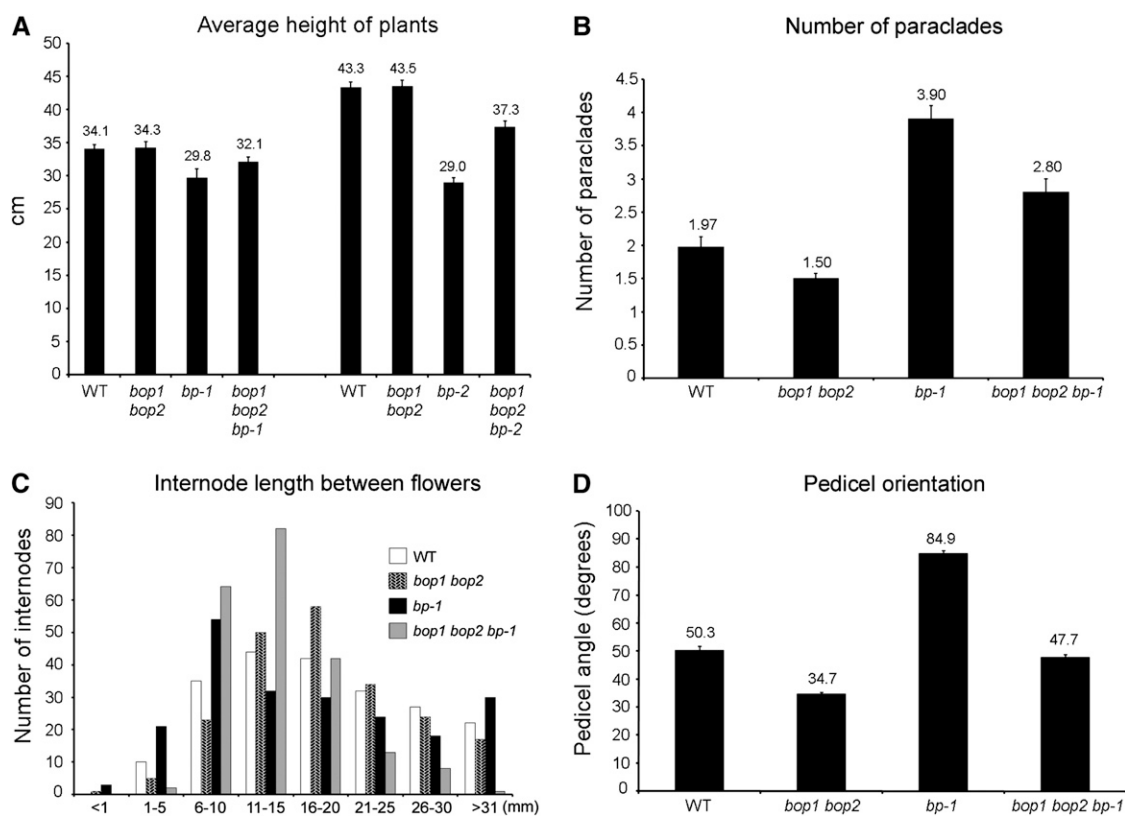 A
Average height of plants
cm
50
45
40
35
30
25
20
15
10
5
0
34.1
34.3
29.8
32.1
43.3
43.5
29.0
37.3
WT
bop1
bop2
bp-1
bop1
bop2
bp-1
WT
bop1
bop2
bp-2
bop1
bop2
bp-2
B
Number of paraclades
Number of paraclades
4.5
4
3.5
3
2.5
2
1.5
1
0.5
0
1.97
1.50
3.90
2.80
WT
bop1 bop2
bp-1
bop1 bop2 bp-1
C
Internode length between flowers
Number of internodes
90
80
70
60
50
40
30
20
10
0
WT
bop1 bop2
bp-1
bop1 bop2 bp-1
<1
1-5
6-10
11-15
16-20
21-25
26-30
>31 (mm)
D
Pedicel orientation
Pedicel angle (degrees)
100
90
80
70
60
50
40
30
20
10
0
50.3
34.7
84.9
47.7
WT
bop1 bop2
bp-1
bop1 bop2 bp-1